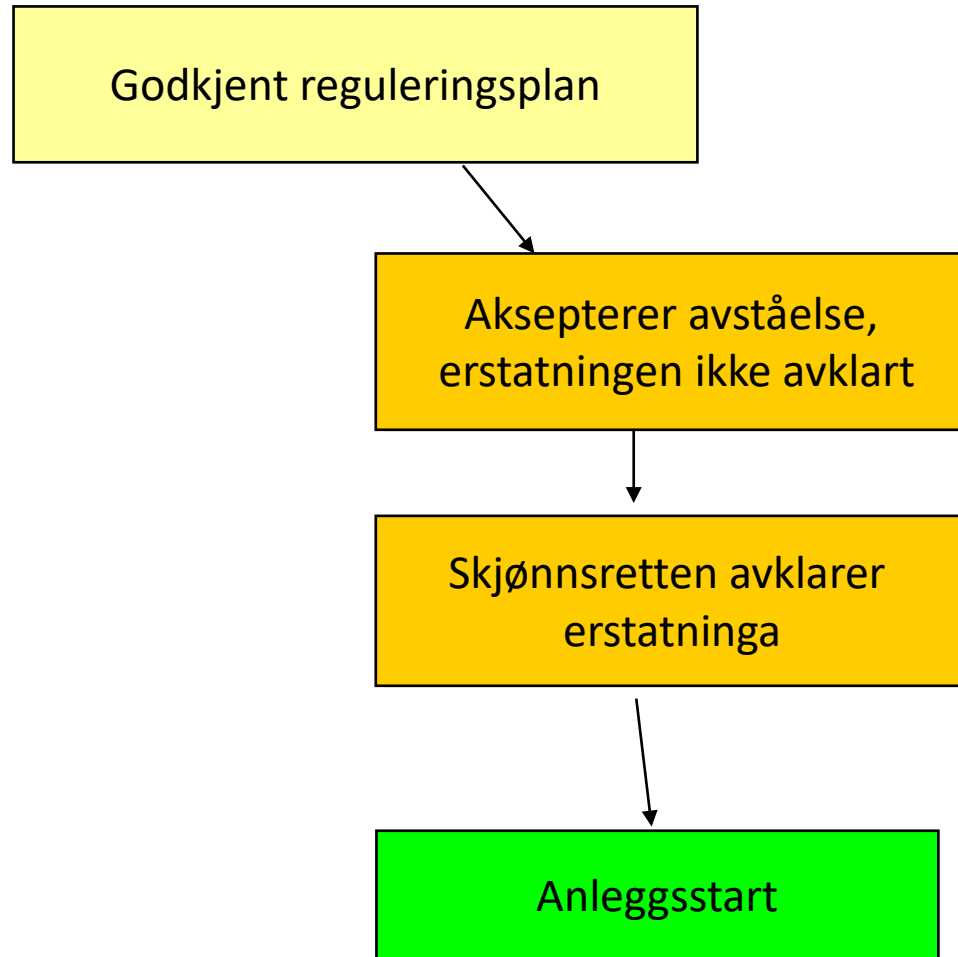 Godkjent reguleringsplan
Aksepterer avståelse,
erstatningen ikke avklart
Skjønnsretten avklarer
erstatninga
Anleggsstart